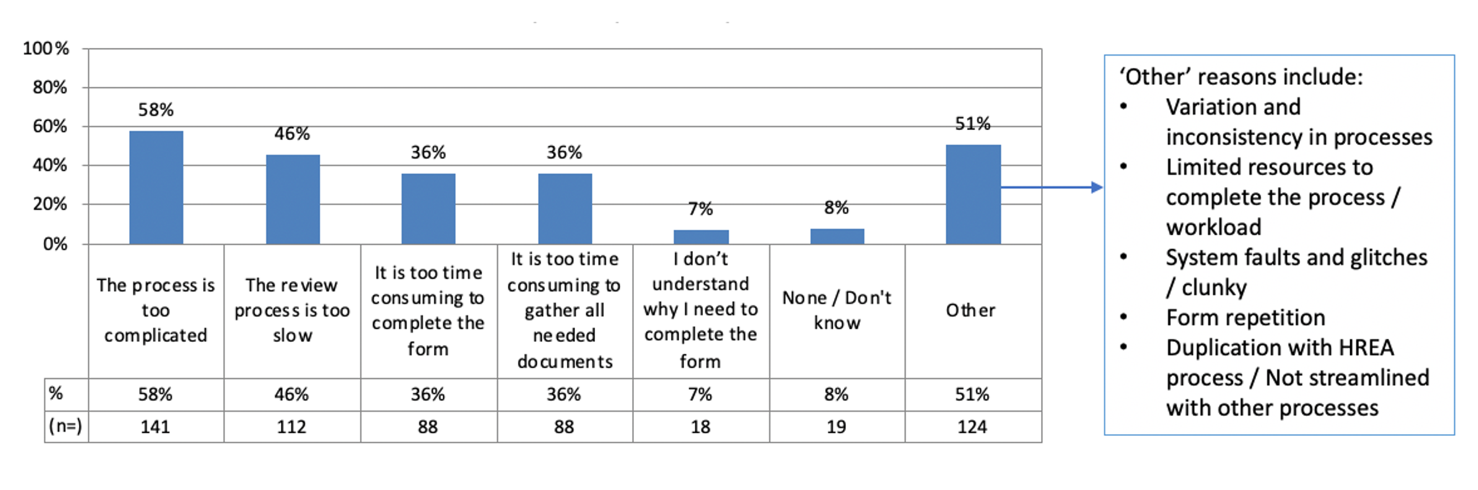 100%
80%
60%
40%
20%
0%
58%
46%
36%
36%
7%
8%
51%
The process is
too
complicated
The review
process is too
slow
It is too time
consuming to
complete the
form
It is too time
consuming to
gather all
needed
documents
I don’t
understand
why I need to
complete the
form
None / Don't
know
Other
% 58% 46% 36% 36% 7% 8% 51%
(n=) 141 112 88 88 18 19 124
‘Other’ reasons include:
• Variation and
inconsistency in processes
• Limited resources to
complete the process /
workload
• System faults and glitches
/ clunky
• Form repetition
• Duplication with HREA
process / Not streamlined
with other processes